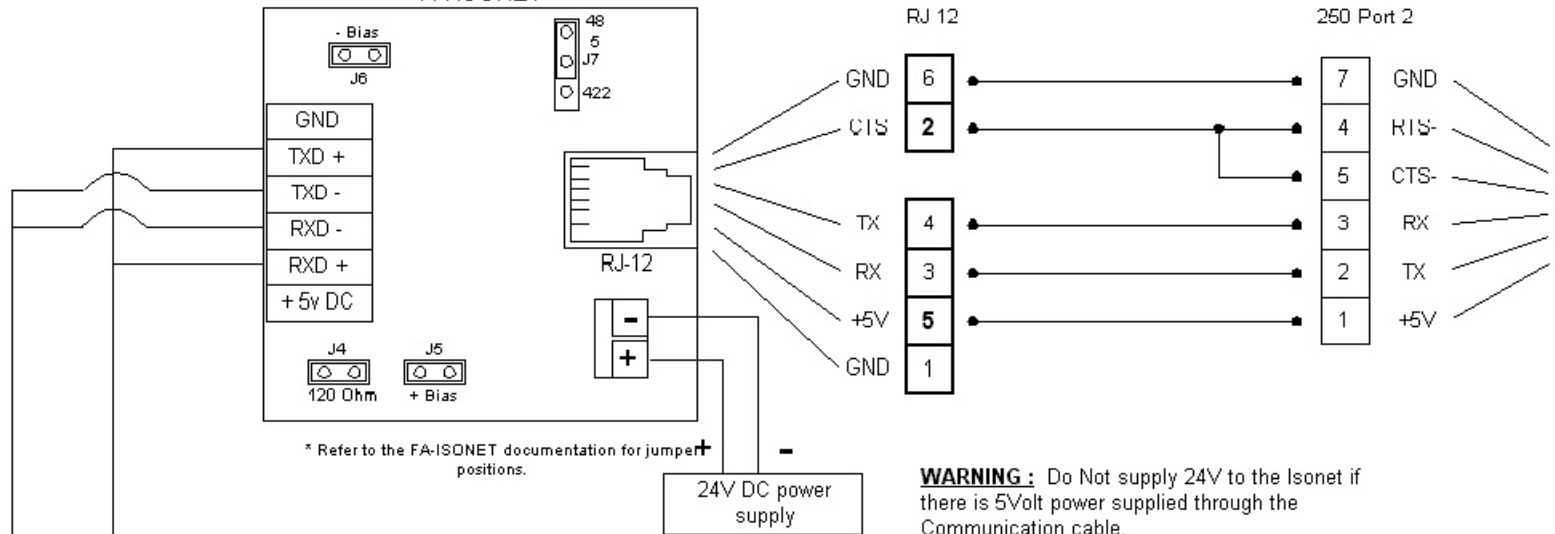 RJ 12
250 Port 2
- Bias
J6
48
5
J7
422
GND
TXD +
TXD -
RXD -
RXD +
+ 5v DC
RJ-12
-
+
J4
120 Ohm
J5
+ Bias
GND 6
CTS 2
TX 4
RX 3
+5V 5
GND 1
7 GND
4 RTS-
5 CTS-
3 RX
2 TX
1 +5V
* Refer to the FA-ISONET documentation for jumper
positions.
+ -
24V DC power
supply
WARNING : Do Not supply 24V to the Isonet if
there is 5Volt power supplied through the
Communication cable.